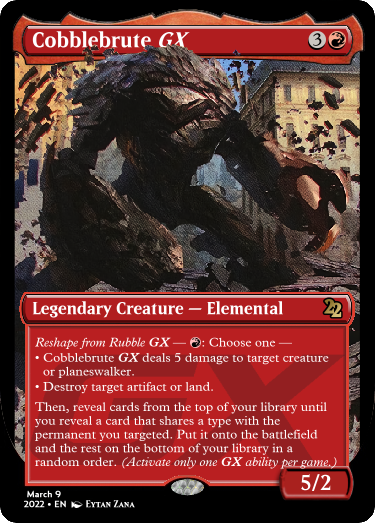 Cobblebrute GX 3
Legendary Creature — Elemental 22
Reshape from Rubble GX — : Choose one —
• Cobblebrute GX deals 5 damage to target creature
or planeswalker.
• Destroy target artifact or land.
Then, reveal cards from the top of your library until
you reveal a card that shares a type with the
permanent you targeted. Put it onto the battlefield
and the rest on the bottom of your library in a
random order. (Activate only one GX ability per game.)
5/2
March 9
2022 • EN Eytan Zana